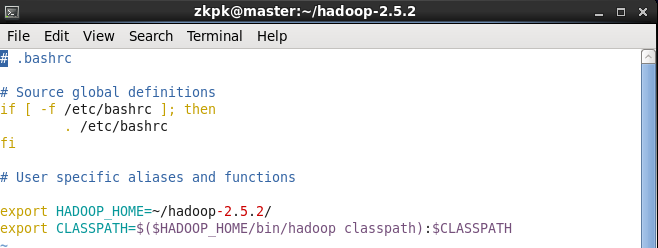 zkpk@master:~/hadoop-2.5.2
File Edit View Search Terminal Help
# .bashrc
# Source global definitions
if [ -f /etc/bashrc ]; then
        . /etc/bashrc
fi
# User specific aliases and functions
export HADOOP_HOME=~/hadoop-2.5.2/
export CLASSPATH=$($HADOOP_HOME/bin/hadoop classpath):$CLASSPATH
~